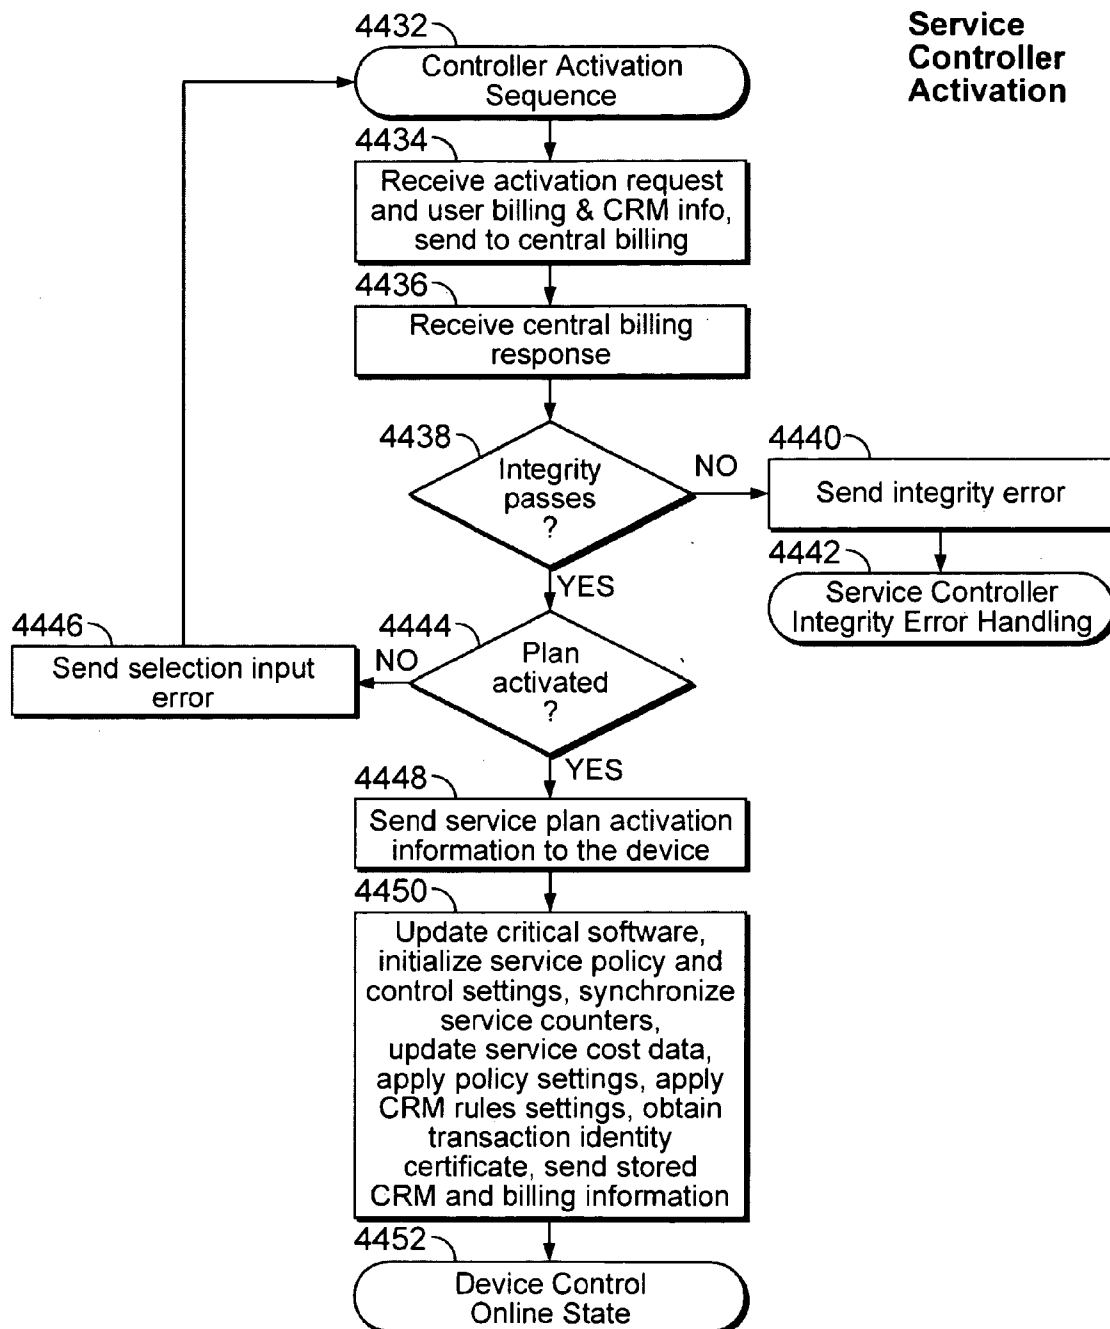 Service
Controller
Activation
4432
Controller Activation
Sequence
4434
Receive activation request
and user billing & CRM info,
send to central billing
4436
Receive central billing
response
4438
Integrity
passes
?
NO
4440
Send integrity error
4442
Service Controller
Integrity Error Handling
YES
4444
Plan
activated
?
NO
4446
Send selection input
error
YES
4448
Send service plan activation
information to the device
4450
Update critical software,
initialize service policy and
control settings, synchronize
service counters,
update service cost data,
apply policy settings, apply
CRM rules settings, obtain
transaction identity
certificate, send stored
CRM and billing information
4452
Device Control
Online State